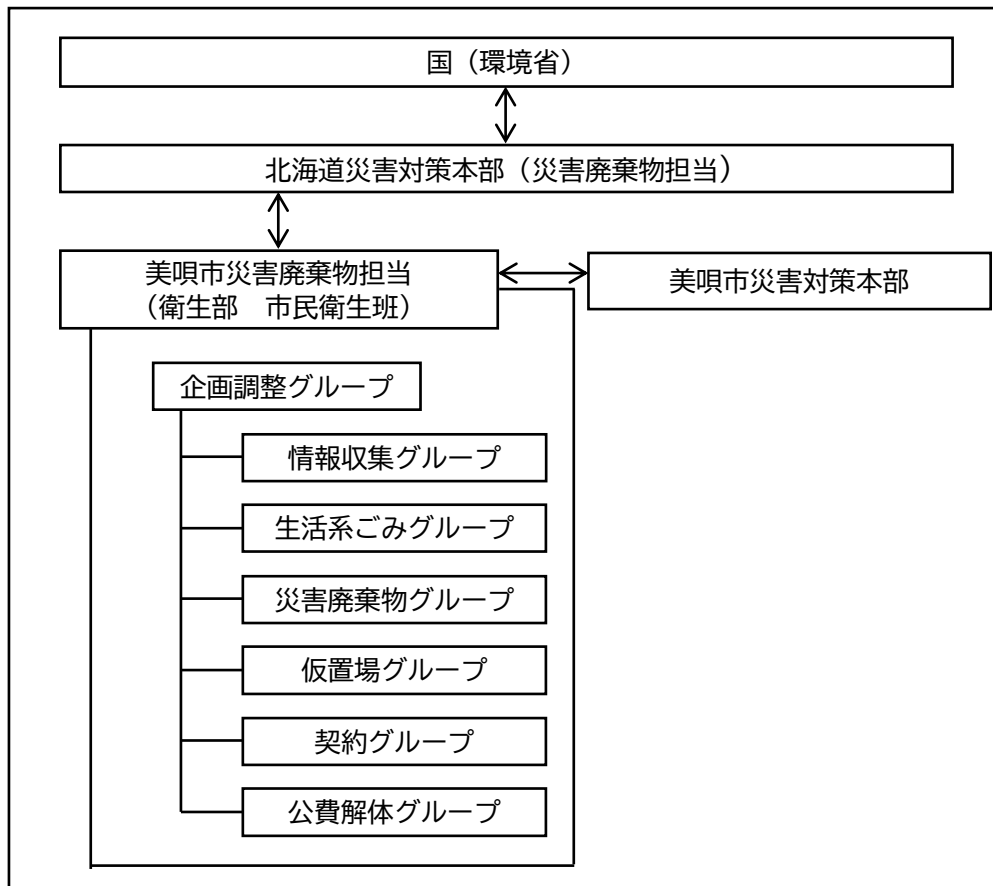 国（環境省）
北海道災害対策本部（災害廃棄物担当）
美唄市災害廃棄物担当
（衛生部　市民衛生班）
美唄市災害対策本部
企画調整グループ
情報収集グループ
生活系ごみグループ
災害廃棄物グループ
仮置場グループ
契約グループ
公費解体グループ